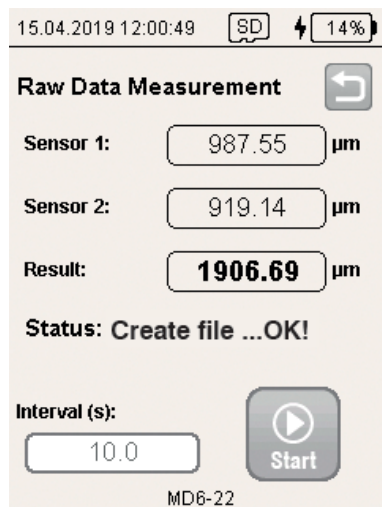 15.04.2019 12:00:49 SD 14%
Raw Data Measurement
Sensor 1: 987.55 µm
Sensor 2: 919.14 µm
Result: 1906.69 µm
Status: Create file ...OK!
Interval (s):
10.0
Start
MD6-22